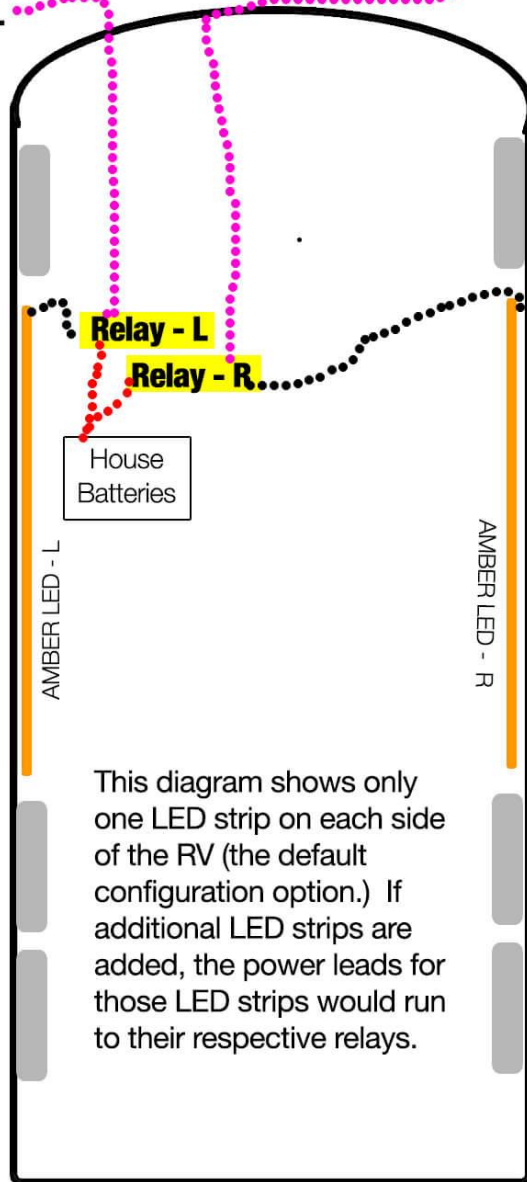 Relay - L
Relay - R
House
Batteries
AMBER LED - L
AMBER LED - R
This diagram shows only
one LED strip on each side
of the RV (the default
configuration option.) If
additional LED strips are
added, the power leads for
those LED strips would run
to their respective relays.